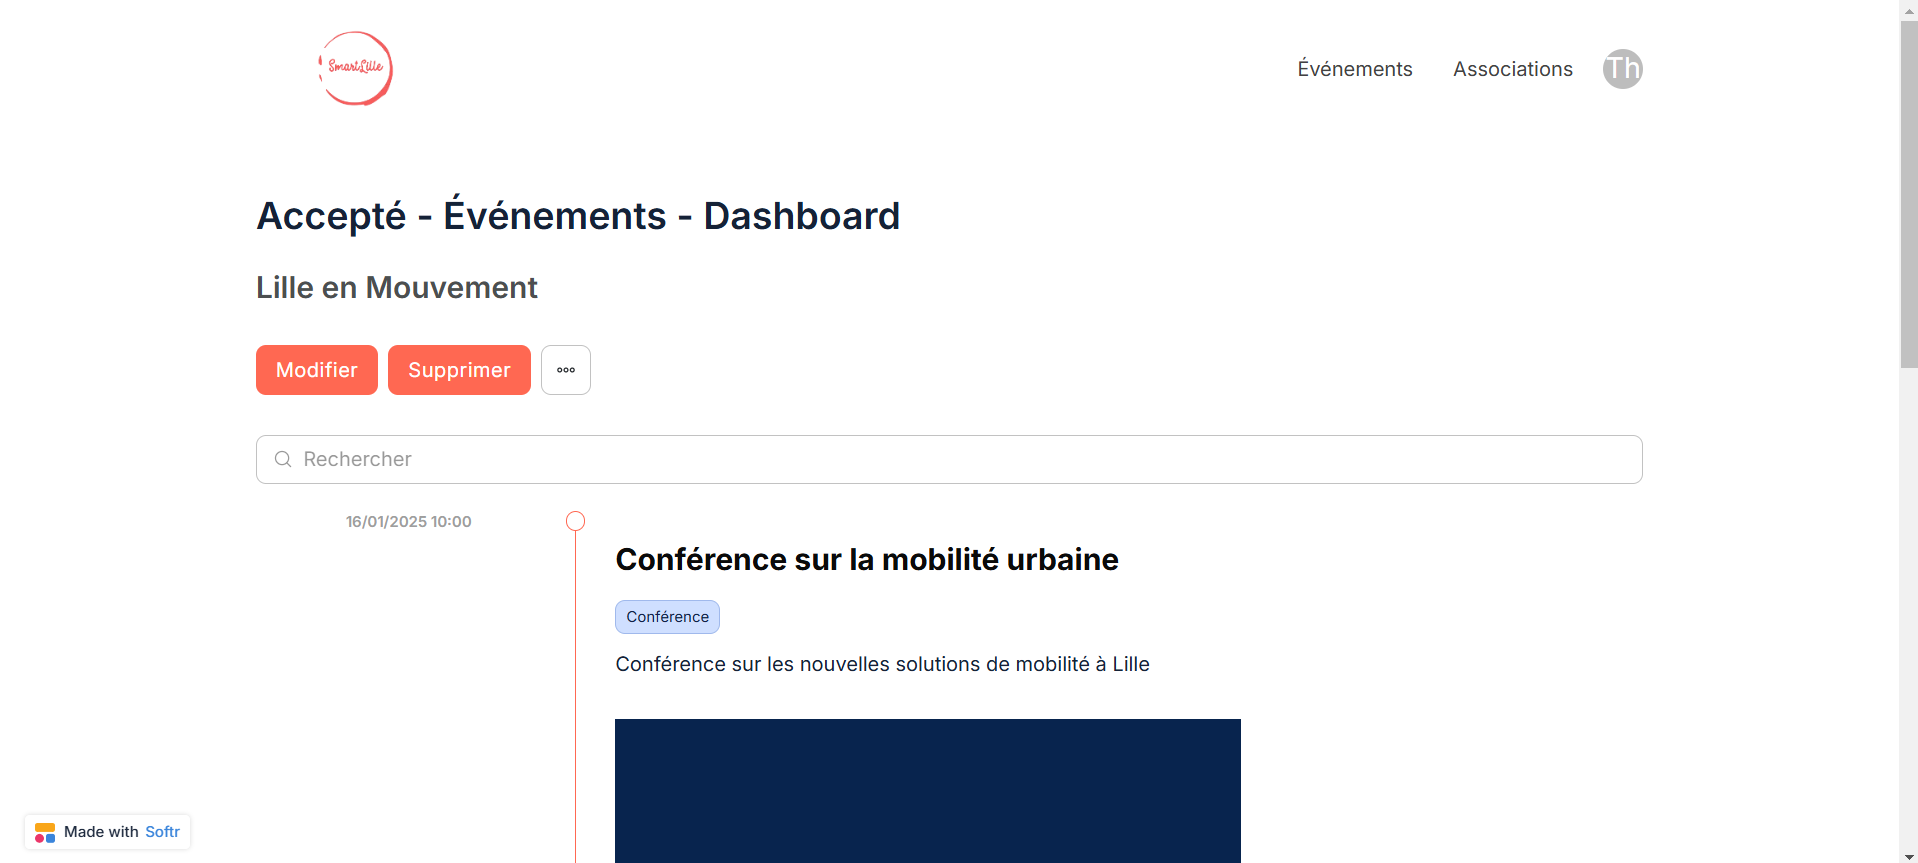 SmartLille
Événements
Associations
Th
Accepté - Événements - Dashboard
Lille en Mouvement
Modifier
Supprimer
Rechercher
16/01/2025 10:00
Conférence sur la mobilité urbaine
Conférence
Conférence sur les nouvelles solutions de mobilité à Lille
Made with Softr